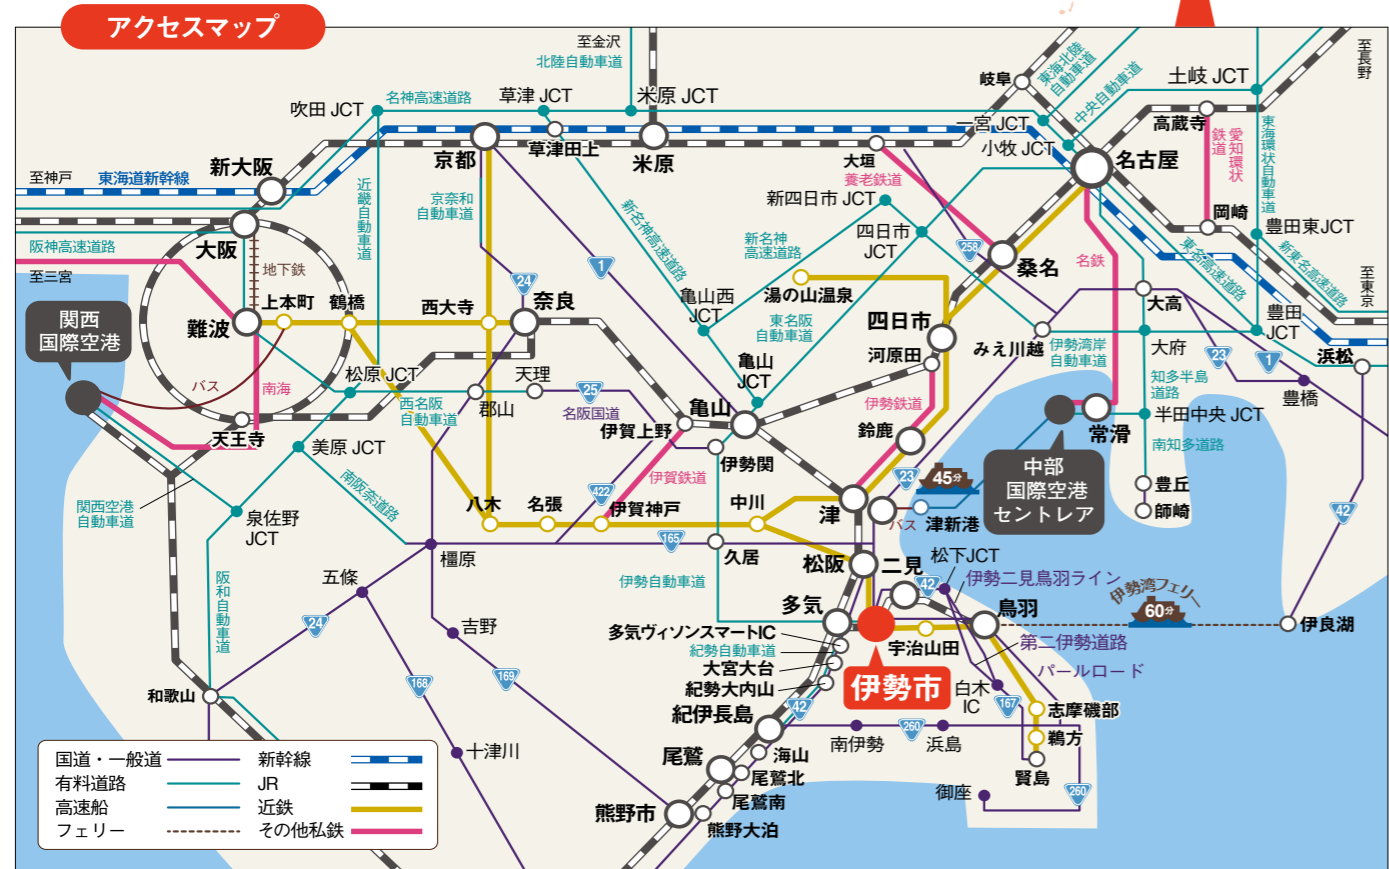 アクセスマップ
至金沢
北陸自動車道
吹田 JCT
名神高速道路
草津 JCT
米原 JCT
岐阜
東海北陸
自動車道
中央自動車道
土岐 JCT
至長野
一宮 JCT
小牧 JCT
高蔵寺
愛知環状
鉄道
東海環状自動車道
京都
草津田上
米原
大垣
養老鉄道
名古屋
新大阪
至神戸
東海道新幹線
近畿自動車道
京奈和
自動車道
新名神高速道路
新四日市 JCT
岡崎
豊田東JCT
大阪
阪神高速道路
至三宮
地下鉄
四日市
JCT
新名神
高速道路
258
桑名
名鉄
東名高速道路
新東名高速道路
至東京
1
24
上本町
鶴橋
西大寺
奈良
難波
亀山西
JCT
湯の山温泉
東名阪
自動車道
四日市
河原田
みえ川越
大高
豊田
JCT
伊勢湾岸
自動車道
大府
23
1
浜松
関西
国際空港
バス
南海
松原 JCT
西名阪
自動車道
郡山
天理
25
名阪国道
亀山
JCT
亀山
伊勢鉄道
知多半島
道路
豊橋
天王寺
美原 JCT
伊賀上野
伊勢関
鈴鹿
常滑
半田中央 JCT
南知多道路
中部
国際空港
セントレア
関西空港
自動車道
南阪奈道路
伊賀鉄道
422
23
45分
豊丘
師崎
泉佐野
JCT
八木
名張
伊賀神戸
中川
津
バス
津新港
42
165
久居
橿原
松阪
二見
松下JCT
42
伊勢二見鳥羽ライン
伊勢湾フェリー
60分
伊良湖
阪和自動車道
五條
24
吉野
伊勢自動車道
多気
鳥羽
宇治山田
第二伊勢道路
パールロード
多気ヴィソンスマートIC
紀勢自動車道
大宮大台
紀勢大内山
伊勢市
白木
IC
167
志摩磯部
鵜方
賢島
和歌山
168
169
42
紀伊長島
南伊勢
260
浜島
十津川
尾鷲
海山
尾鷲北
尾鷲南
御座
260
熊野市
熊野大泊
国道・一般道
新幹線
有料道路
JR
高速船
近鉄
フェリー
その他私鉄